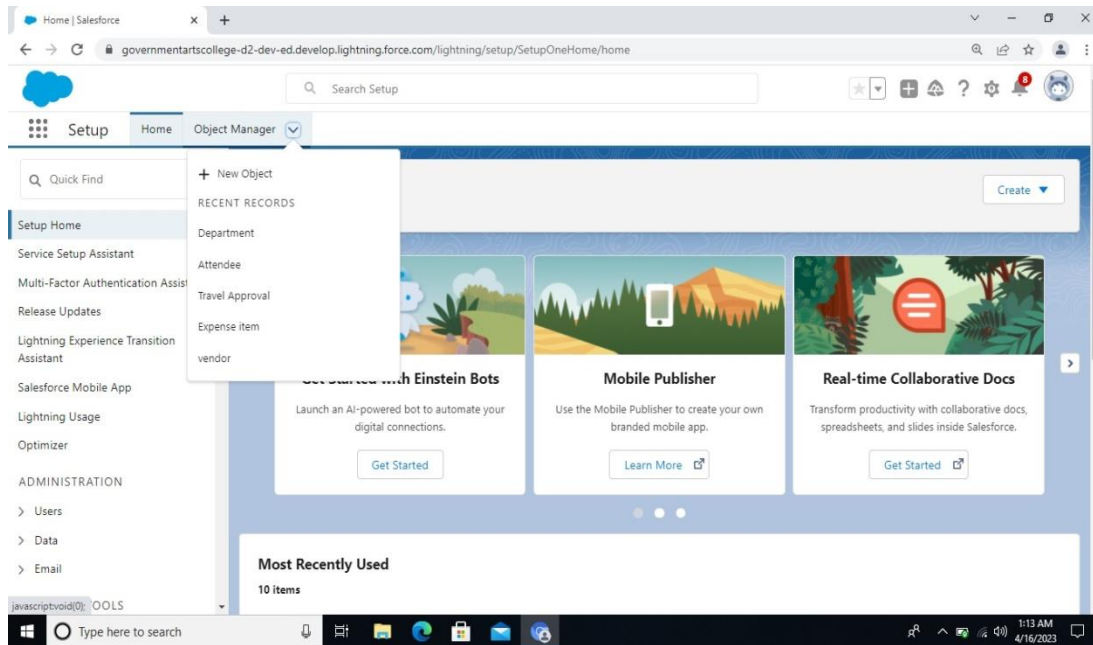 Home | Salesforce
governmentartscollege-d2-dev-ed.develop.lightning.force.com/lightning/setup/SetupOneHome/home
Search Setup
8
Setup
Home
Object Manager
Quick Find
Setup Home
Service Setup Assistant
Multi-Factor Authentication Assis
Release Updates
Lightning Experience Transition
Assistant
Salesforce Mobile App
Lightning Usage
Optimizer
ADMINISTRATION
Users
Data
Email
javascript:void(0);
OOLS
New Object
RECENT RECORDS
Department
Attendee
Travel Approval
Expense item
vendor
Create
Get Started with Einstein Bots
Launch an AI-powered bot to automate your
digital connections.
Get Started
Mobile Publisher
Use the Mobile Publisher to create your own
branded mobile app.
Learn More
Real-time Collaborative Docs
Transform productivity with collaborative docs,
spreadsheets, and slides inside Salesforce.
Get Started
Most Recently Used
10 items
Type here to search
1:13 AM
4/16/2023